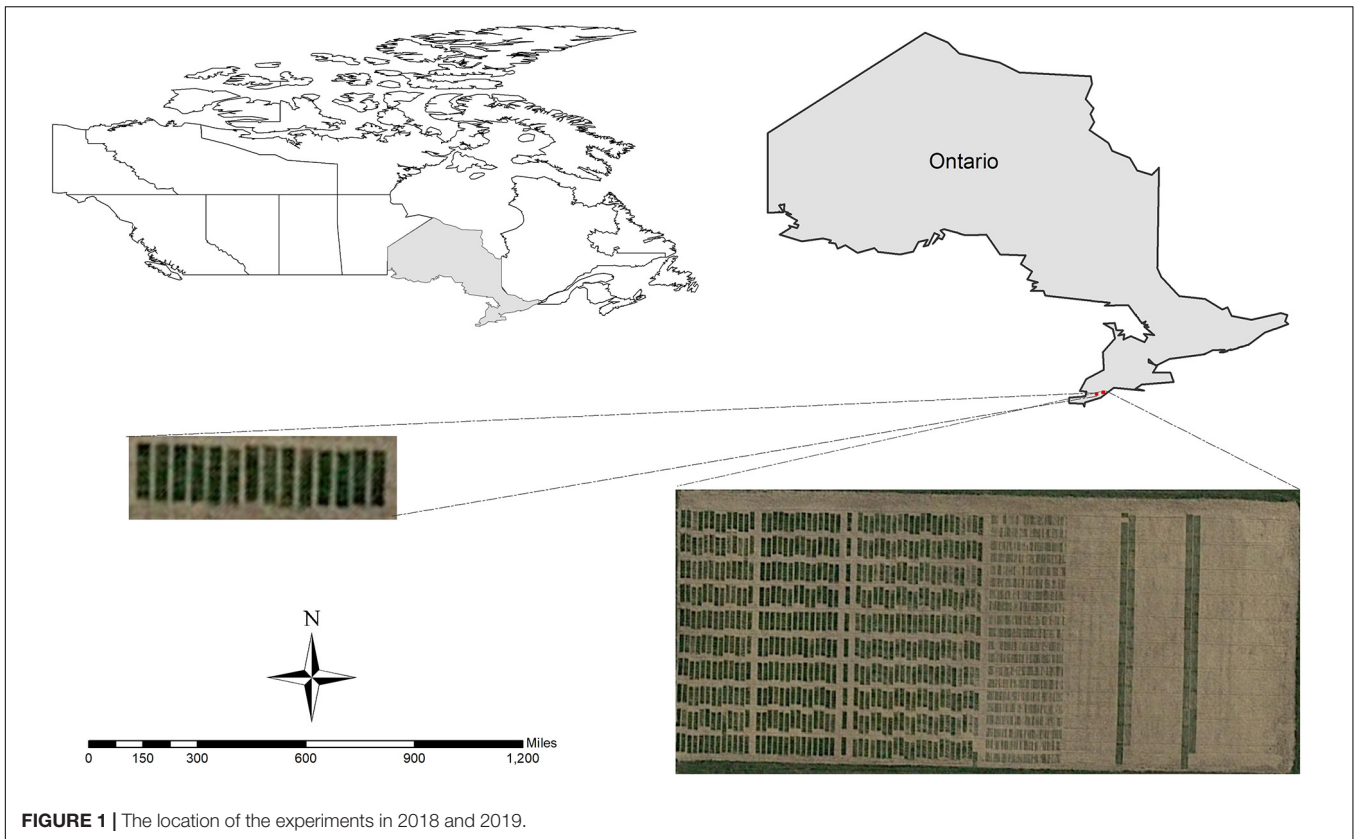 Ontario
N
Miles
0 150 300 600 900 1,200
FIGURE 1 | The location of the experiments in 2018 and 2019.